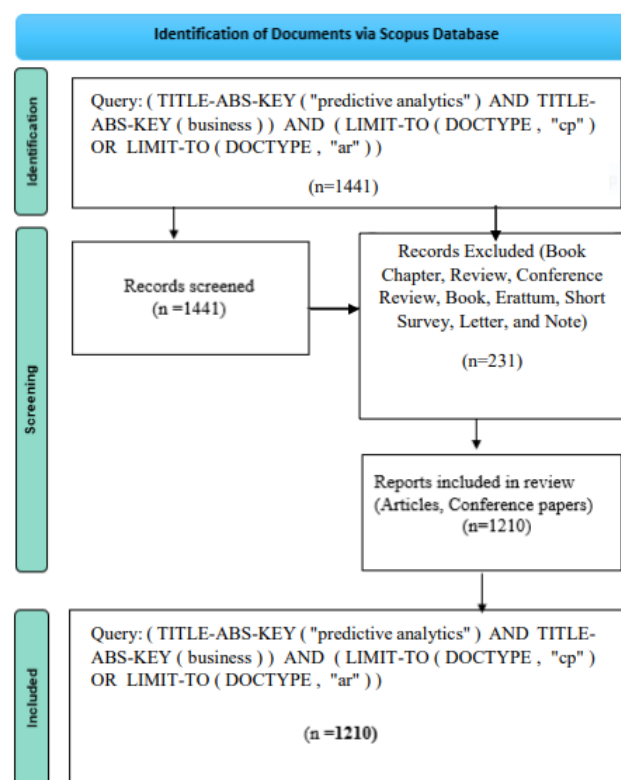 Identification of Documents via Scopus Database
Identification
Query: ( TITLE-ABS-KEY ( "predictive analytics" ) AND TITLE-
ABS-KEY ( business ) ) AND ( LIMIT-TO ( DOCTYPE , "cp" )
OR LIMIT-TO ( DOCTYPE , "ar" ) )
(n=1441)
Screening
Records screened
(n =1441)
Records Excluded (Book
Chapter, Review, Conference
Review, Book, Erattum, Short
Survey, Letter, and Note)
(n=231)
Reports included in review
(Articles, Conference papers)
(n=1210)
Included
Query: ( TITLE-ABS-KEY ( "predictive analytics" ) AND TITLE-
ABS-KEY ( business ) ) AND ( LIMIT-TO ( DOCTYPE , "cp" )
OR LIMIT-TO ( DOCTYPE , "ar" ) )
(n =1210)